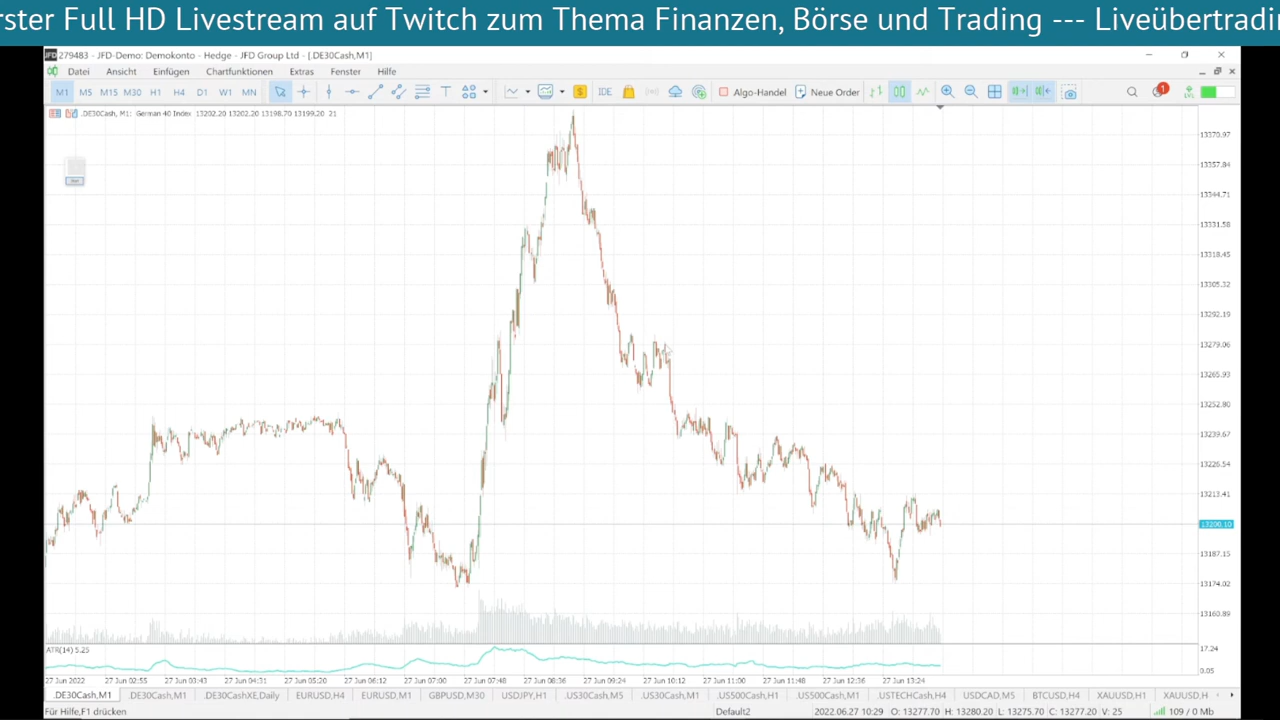 rster Full HD Livestream auf Twitch zum Thema Finanzen, Börse und Trading --- Liveübertradi
279483 - JFD-Demo: Demokonto - Hedge - JFD Group Ltd - [.DE30Cash,M1]
Datei Ansicht Einfügen Chartfunktionen Extras Fenster Hilfe
M1 M5 M15 M30 H1 H4 D1 W1 MN T IDE Algo-Handel Neue Order 1
.DE30Cash, M1: German 40 Index 13202.20 13202.20 13198.70 13199.20 21
13370.97
13357.84
13344.71
13331.58
13318.45
13305.32
13292.19
13279.06
13265.93
13252.80
13239.67
13226.54
13213.41
13200.10
13187.15
13174.02
13160.89
ATR(14) 5.25
17.24
0.05
27 Jun 2022 27 Jun 02:55 27 Jun 03:43 27 Jun 04:31 27 Jun 05:20 27 Jun 06:12 27 Jun 07:00 27 Jun 07:48 27 Jun 08:36 27 Jun 09:24 27 Jun 10:12 27 Jun 11:00 27 Jun 11:48 27 Jun 12:36 27 Jun 13:24
.DE30Cash,M1 .DE30Cash,M1 .DE30CashXE,Daily EURUSD,H4 EURUSD,M1 GBPUSD,M30 USDJPY,H1 .US30Cash,M5 .US30Cash,M1 .US500Cash,H1 .US500Cash,M1 .USTECHCash,H4 USDCAD,M5 BTCUSD,H4 XAUUSD,H1 XAUUSD,H
Für Hilfe,F1 drücken Default2 2022.06.27 10:29 O: 13277.70 H: 13280.20 L: 13275.70 C: 13277.20 V: 25 109 / 0 Mb